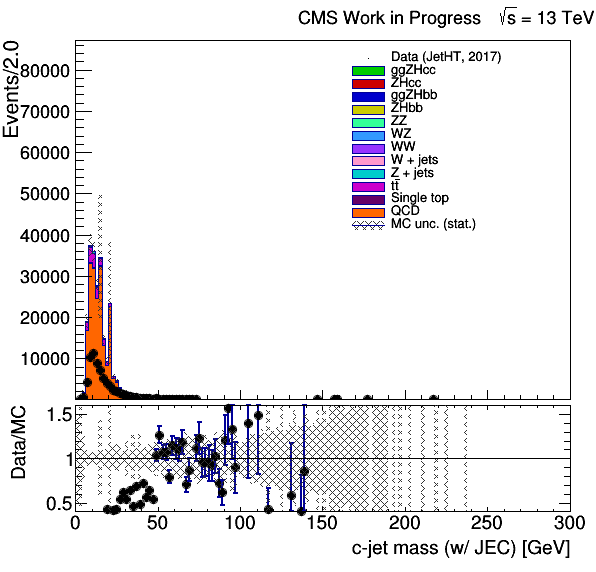 CMS Work in Progress √s = 13 TeV
Events/2.0
80000
70000
60000
50000
40000
30000
20000
10000
Data (JetHT, 2017)
ggZHcc
ZHcc
ggZHbb
ZHbb
ZZ
WZ
WW
W + jets
Z + jets
tt̄
Single top
QCD
MC unc. (stat.)
Data/MC
1.5
1
0.5
0 50 100 150 200 250 300
c-jet mass (w/ JEC) [GeV]